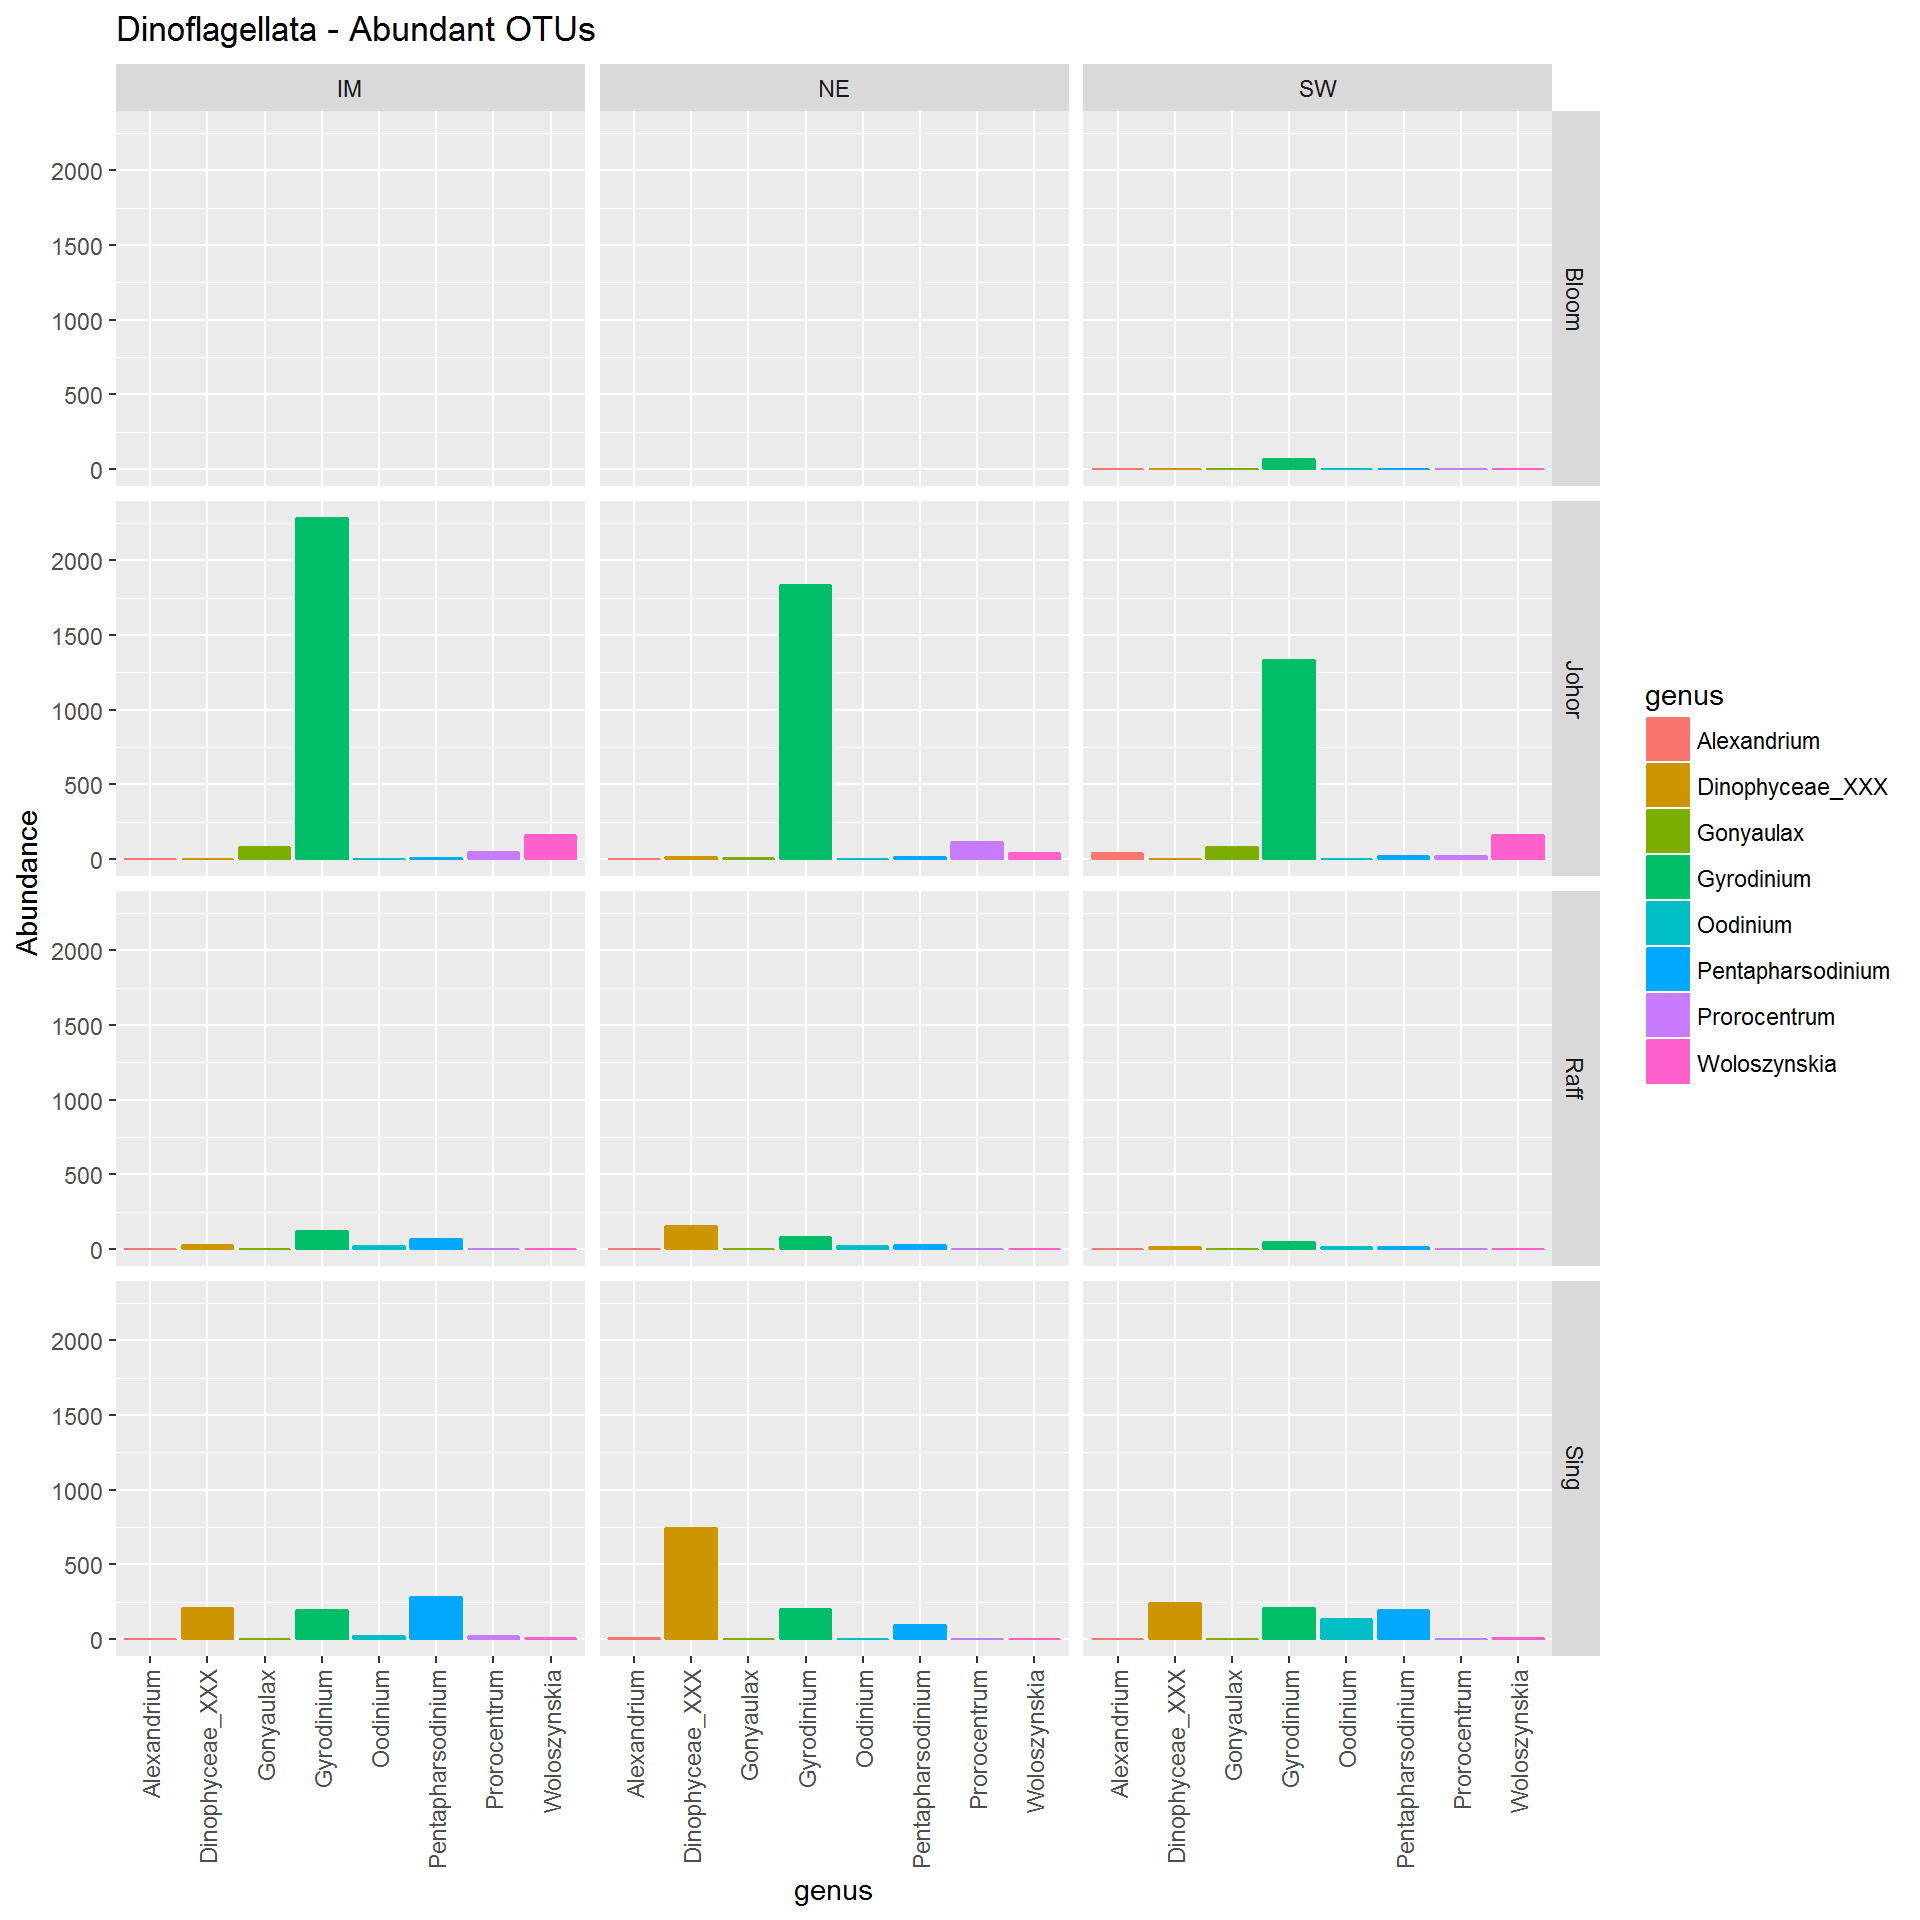 Dinoflagellata - Abundant OTUs
IM NE SW
2000
1500
1000
500
0
Bloom
2000
1500
1000
500
0
Johor
2000
1500
1000
500
0
Raff
2000
1500
1000
500
0
Sing
Abundance
Alexandrium Dinophyceae_XXX Gonyaulax Gyrodinium Oodinium Pentapharsodinium Prorocentrum Woloszynskia
Alexandrium Dinophyceae_XXX Gonyaulax Gyrodinium Oodinium Pentapharsodinium Prorocentrum Woloszynskia
Alexandrium Dinophyceae_XXX Gonyaulax Gyrodinium Oodinium Pentapharsodinium Prorocentrum Woloszynskia
genus
genus
Alexandrium
Dinophyceae_XXX
Gonyaulax
Gyrodinium
Oodinium
Pentapharsodinium
Prorocentrum
Woloszynskia